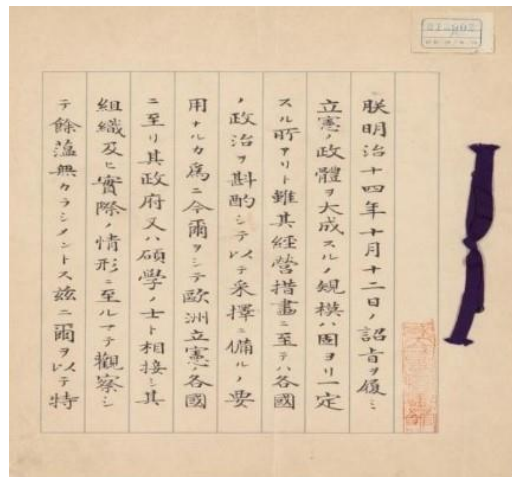 朕明治十四年十月十二日ノ詔旨ヲ履ミ
立憲ノ政體ヲ大成スルノ規模ハ固ヨリ一定
スル所アリト雖其經營措畫ニ至テハ各國
ノ政治ヲ斟酌シテ以テ采擇ニ備ルノ要
用ナルカ爲ニ今爾ヲシテ歐洲立憲ノ各國
ニ至リ其政府又ハ碩學ノ士ト相接シ其
組織及ヒ實際ノ情形ニ至ルマテ觀察シ
テ餘蘊無カラシメントス茲ニ爾ヲ以テ特